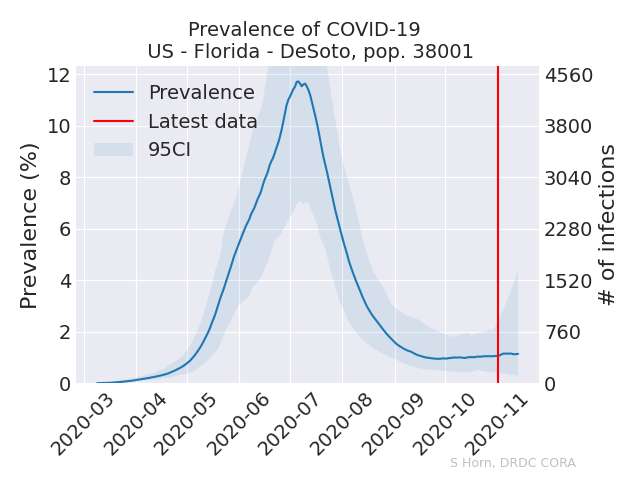 Prevalence of COVID-19
US - Florida - DeSoto, pop. 38001
Prevalence (%)
12
10
8
6
4
2
0
Prevalence
Latest data
95CI
4560
3800
3040
2280
1520
760
0
# of infections
2020-03
2020-04
2020-05
2020-06
2020-07
2020-08
2020-09
2020-10
2020-11
S Horn, DRDC CORA